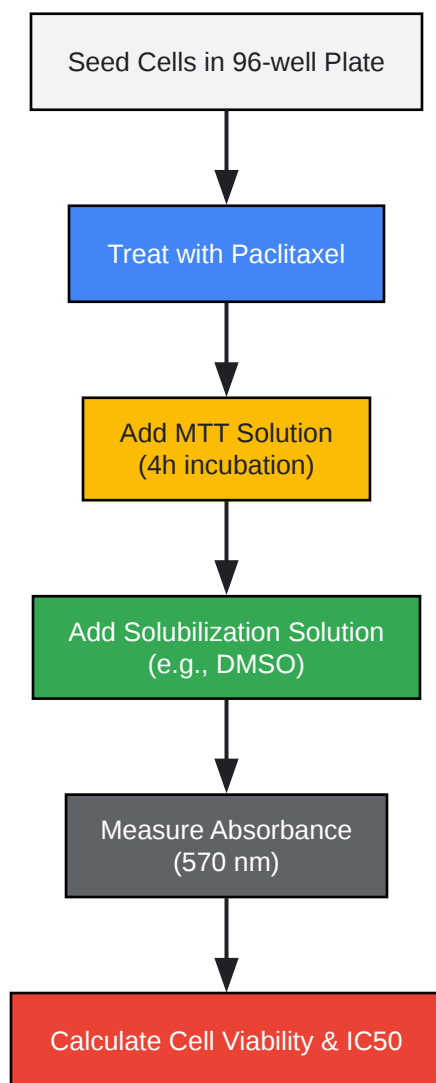 Seed Cells in 96-well Plate
Treat with Paclitaxel
Add MTT Solution
(4h incubation)
Add Solubilization Solution
(e.g., DMSO)
Measure Absorbance
(570 nm)
Calculate Cell Viability & IC50